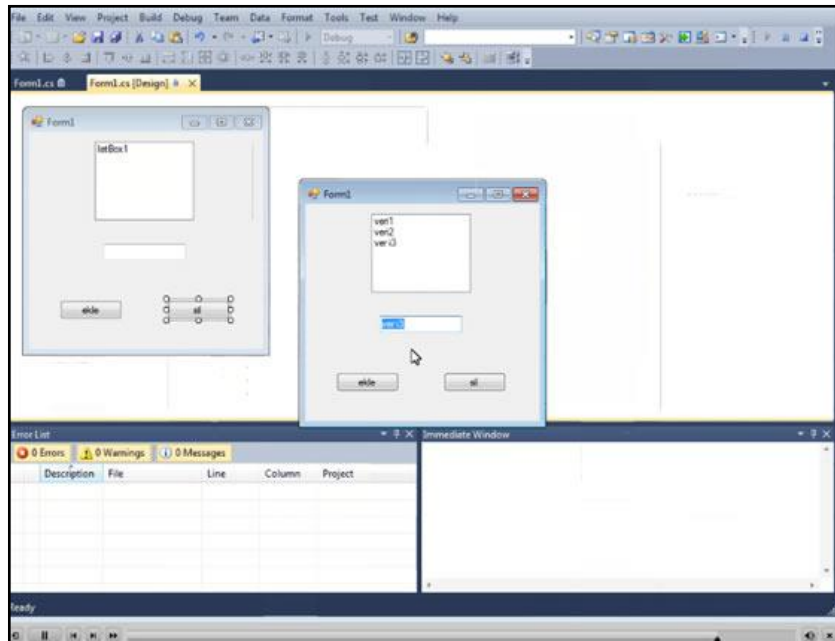 File Edit View Project Build Debug Team Data Format Tools Test Window Help
Debug
Form1.cs Form1.cs [Design]
Form1
listBox1
ekle sil
Form1
veri1
veri2
veri3
veri3
ekle sil
Error List
0 Errors 0 Warnings 0 Messages
Description File Line Column Project
Immediate Window
Ready